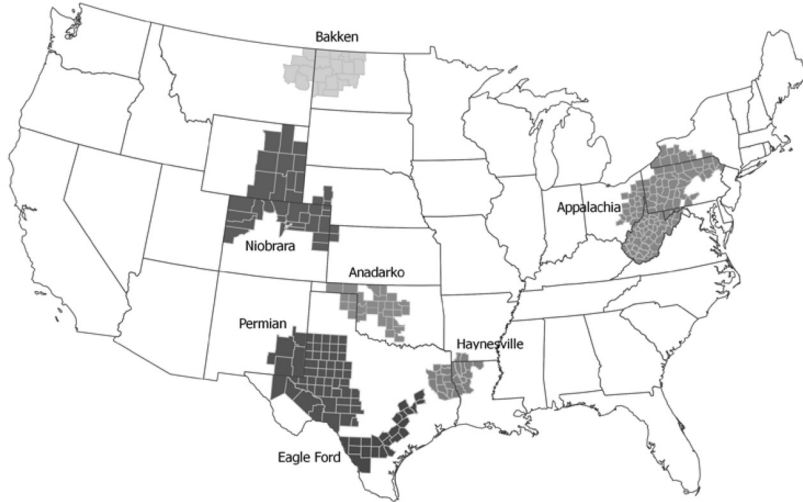 Bakken
Appalachia
Niobrara
Anadarko
Permian
Haynesville
Eagle Ford